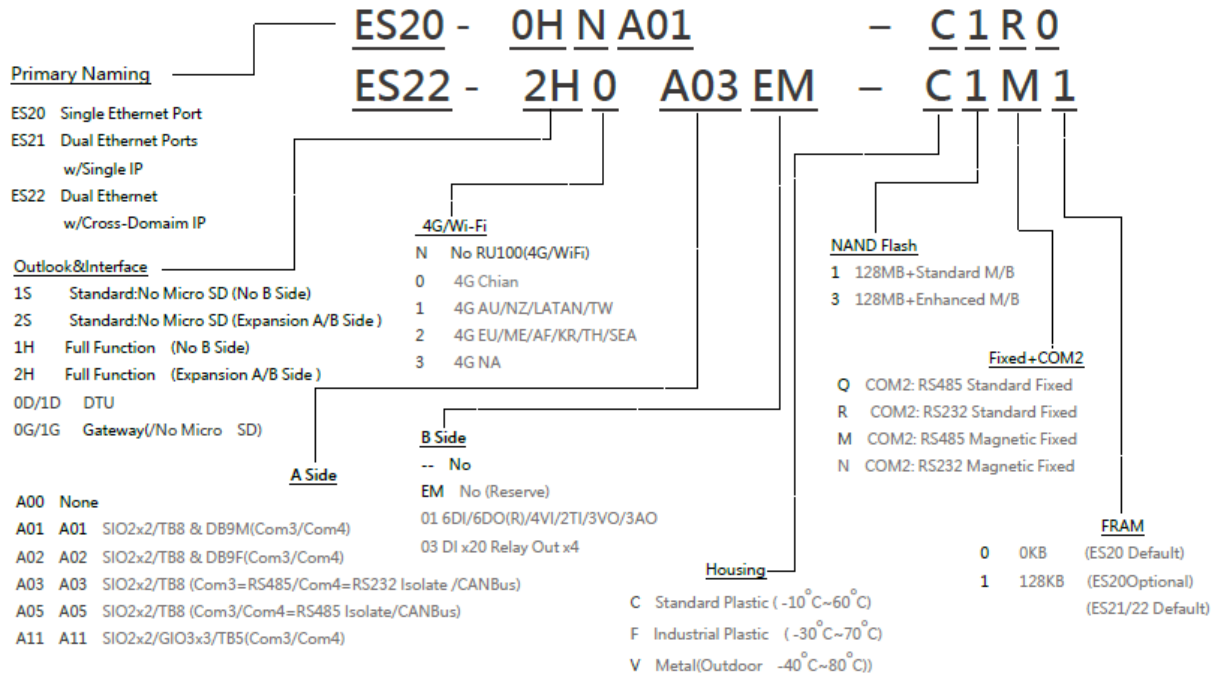 ES20 - 0H N A01 – C 1 R 0
Primary Naming
ES22 - 2H 0 A03 EM – C 1 M 1
ES20 Single Ethernet Port
ES21 Dual Ethernet Ports
w/Single IP
ES22 Dual Ethernet
w/Cross-Domaim IP
Outlook&Interface
1S Standard:No Micro SD (No B Side)
2S Standard:No Micro SD (Expansion A/B Side )
1H Full Function (No B Side)
2H Full Function (Expansion A/B Side )
0D/1D DTU
0G/1G Gateway(/No Micro SD)
4G/Wi-Fi
N No RU100(4G/WiFi)
0 4G Chian
1 4G AU/NZ/LATAN/TW
2 4G EU/ME/AF/KR/TH/SEA
3 4G NA
NAND Flash
1 128MB+Standard M/B
3 128MB+Enhanced M/B
Fixed+COM2
Q COM2: RS485 Standard Fixed
R COM2: RS232 Standard Fixed
M COM2: RS485 Magnetic Fixed
N COM2: RS232 Magnetic Fixed
A Side
A00 None
A01 A01 SIO2x2/TB8 & DB9M(Com3/Com4)
A02 A02 SIO2x2/TB8 & DB9F(Com3/Com4)
A03 A03 SIO2x2/TB8 (Com3=RS485/Com4=RS232 Isolate /CANBus)
A05 A05 SIO2x2/TB8 (Com3/Com4=RS485 Isolate/CANBus)
A11 A11 SIO2x2/GIO3x3/TB5(Com3/Com4)
B Side
-- No
EM No (Reserve)
01 6DI/6DO(R)/4VI/2TI/3VO/3AO
03 DI x20 Relay Out x4
Housing
C Standard Plastic ( -10°C~60°C)
F Industrial Plastic ( -30°C~70°C)
V Metal(Outdoor -40°C~80°C))
FRAM
0 0KB (ES20 Default)
1 128KB (ES20Optional)
(ES21/22 Default)